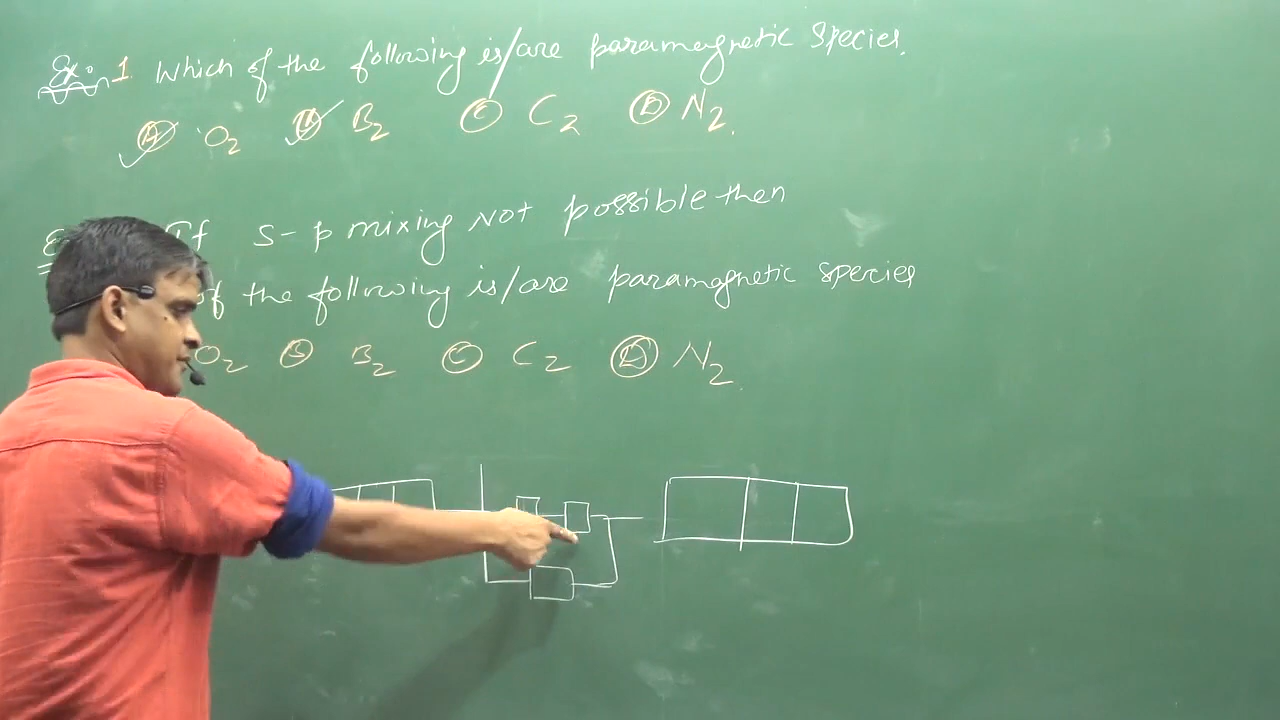 Ex. 1 Which of the following is/are paramagnetic species.
(A) O2 (B) B2 (C) C2 (D) N2.
If s-p mixing NOT possible then
of the following is/are paramagnetic species
O2 (B) B2 (C) C2 (D) N2.